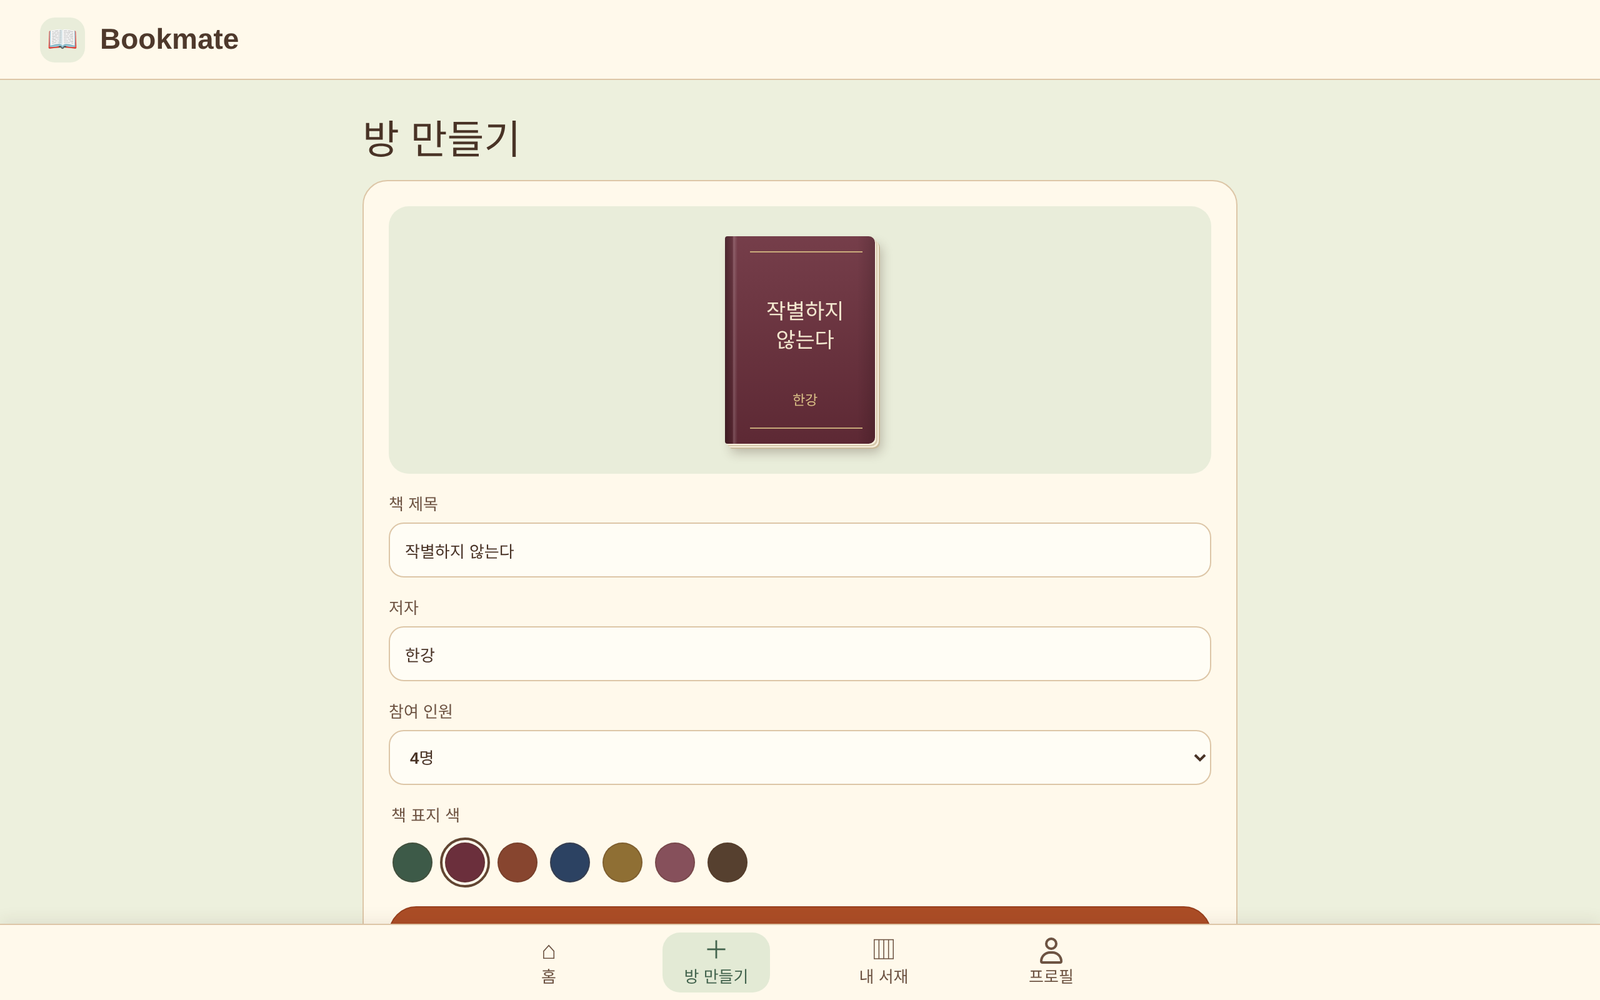 Bookmate
방 만들기
작별하지
않는다
한강
책 제목
작별하지 않는다
저자
한강
참여 인원
4명
책 표지 색
홈
방 만들기
내 서재
프로필